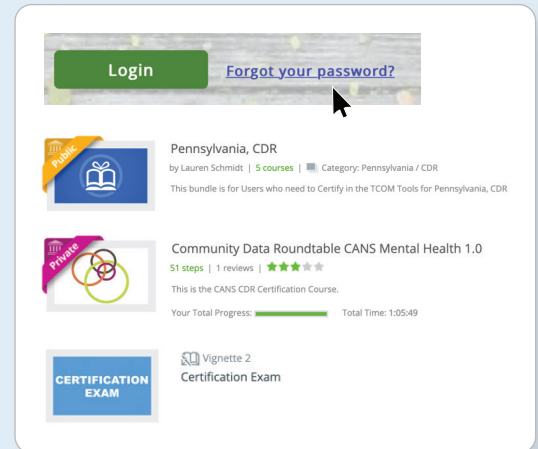 Login
Forgot your password?
Public
Pennsylvania, CDR
by Lauren Schmidt | 5 courses | Category: Pennsylvania / CDR
This bundle is for Users who need to Certify in the TCOM Tools for Pennsylvania, CDR
Private
Community Data Roundtable CANS Mental Health 1.0
51 steps | 1 reviews |
This is the CANS CDR Certification Course.
Your Total Progress: Total Time: 1:05:49
CERTIFICATION
EXAM
Vignette 2
Certification Exam